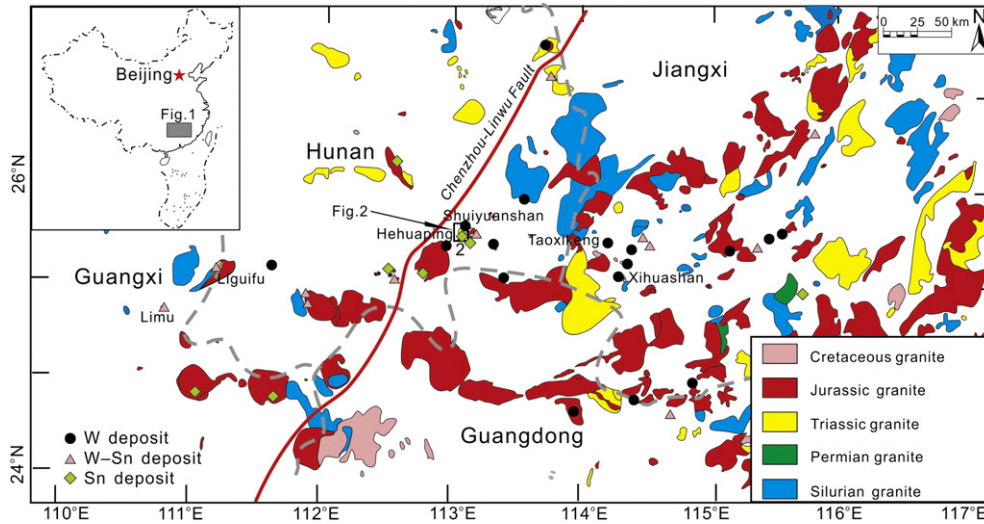 Beijing
Fig.1
0
25
50 km
N
Jiangxi
Hunan
Chenzhou-Linwu Fault
26°N
Fig.2
Shuiyuanshan
Hehuaping
2
Taoxikeng
Guangxi
Liguifu
Xihuashan
Limu
Cretaceous granite
Jurassic granite
Triassic granite
Permian granite
Silurian granite
Guangdong
W deposit
W–Sn deposit
Sn deposit
24°N
110°E
111°E
112°E
113°E
114°E
115°E
116°E
117°E